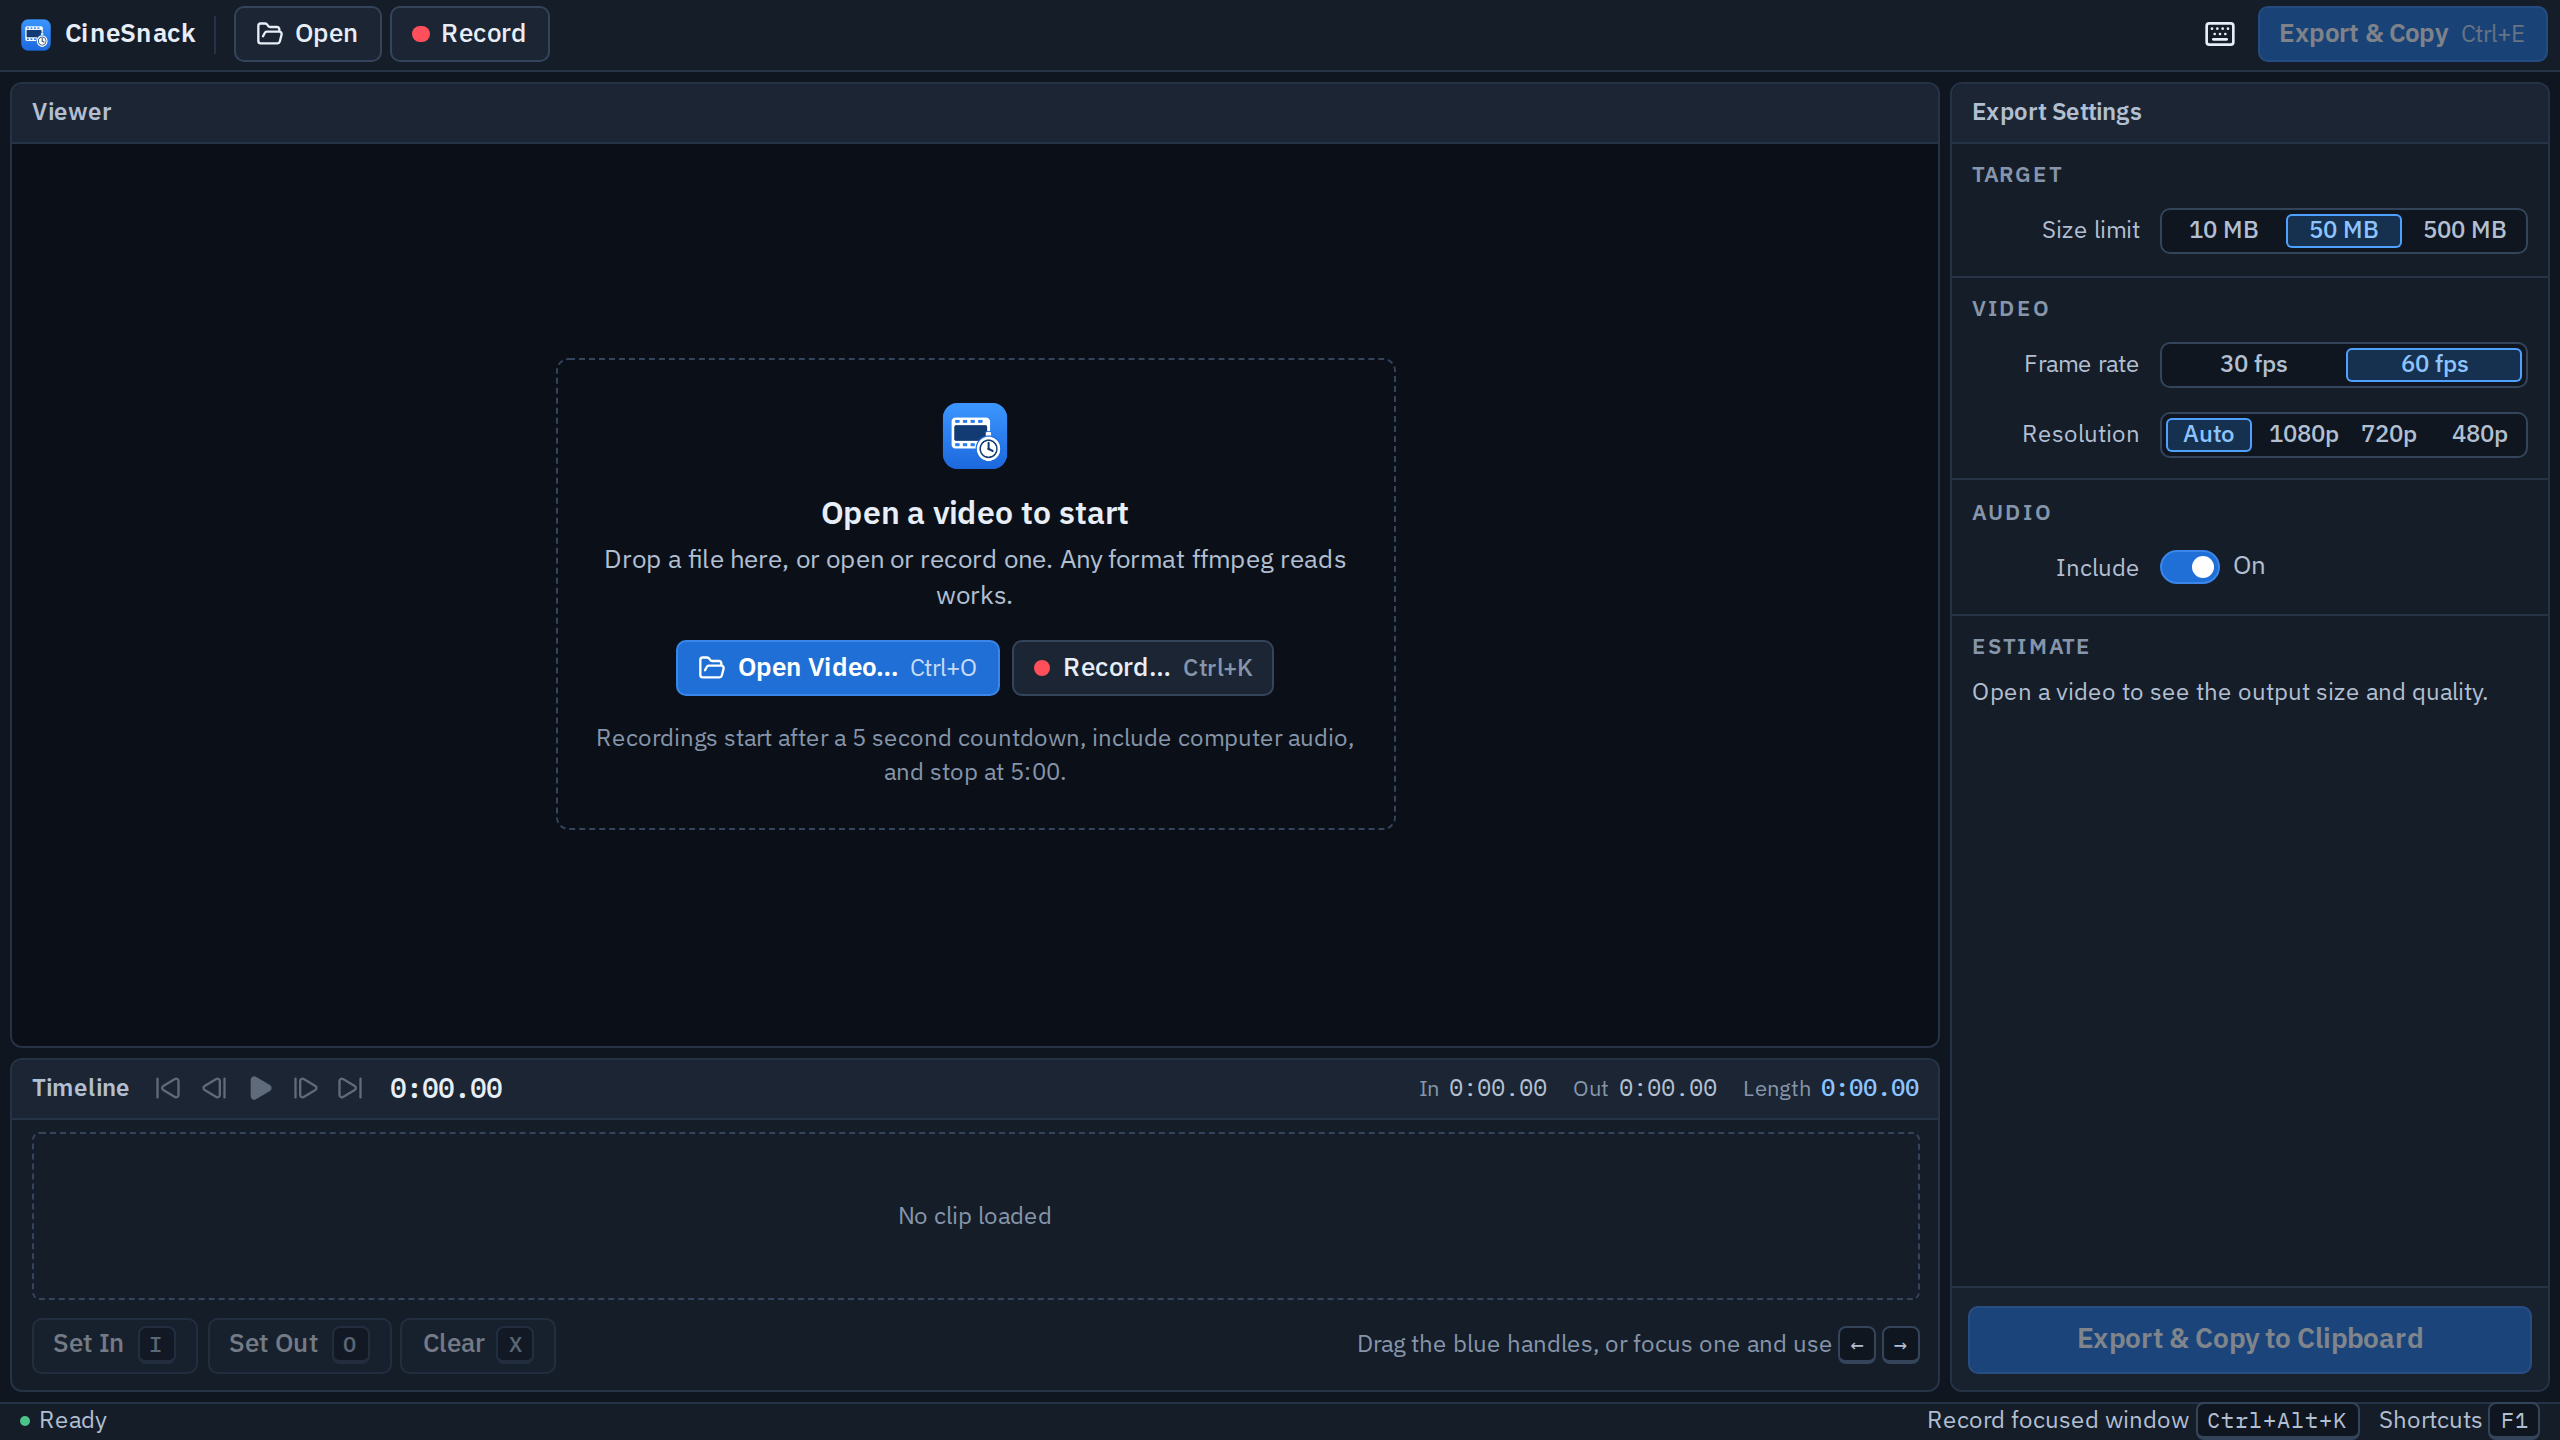 CineSnack Open Record Export & Copy Ctrl+E
Viewer
Open a video to start
Drop a file here, or open or record one. Any format ffmpeg reads
works.
Open Video... Ctrl+O Record... Ctrl+K
Recordings start after a 5 second countdown, include computer audio,
and stop at 5:00.
Export Settings
TARGET
Size limit 10 MB 50 MB 500 MB
VIDEO
Frame rate 30 fps 60 fps
Resolution Auto 1080p 720p 480p
AUDIO
Include On
ESTIMATE
Open a video to see the output size and quality.
Export & Copy to Clipboard
Timeline 0:00.00 In 0:00.00 Out 0:00.00 Length 0:00.00
No clip loaded
Set In I Set Out O Clear X Drag the blue handles, or focus one and use ← →
Ready Record focused window Ctrl+Alt+K Shortcuts F1